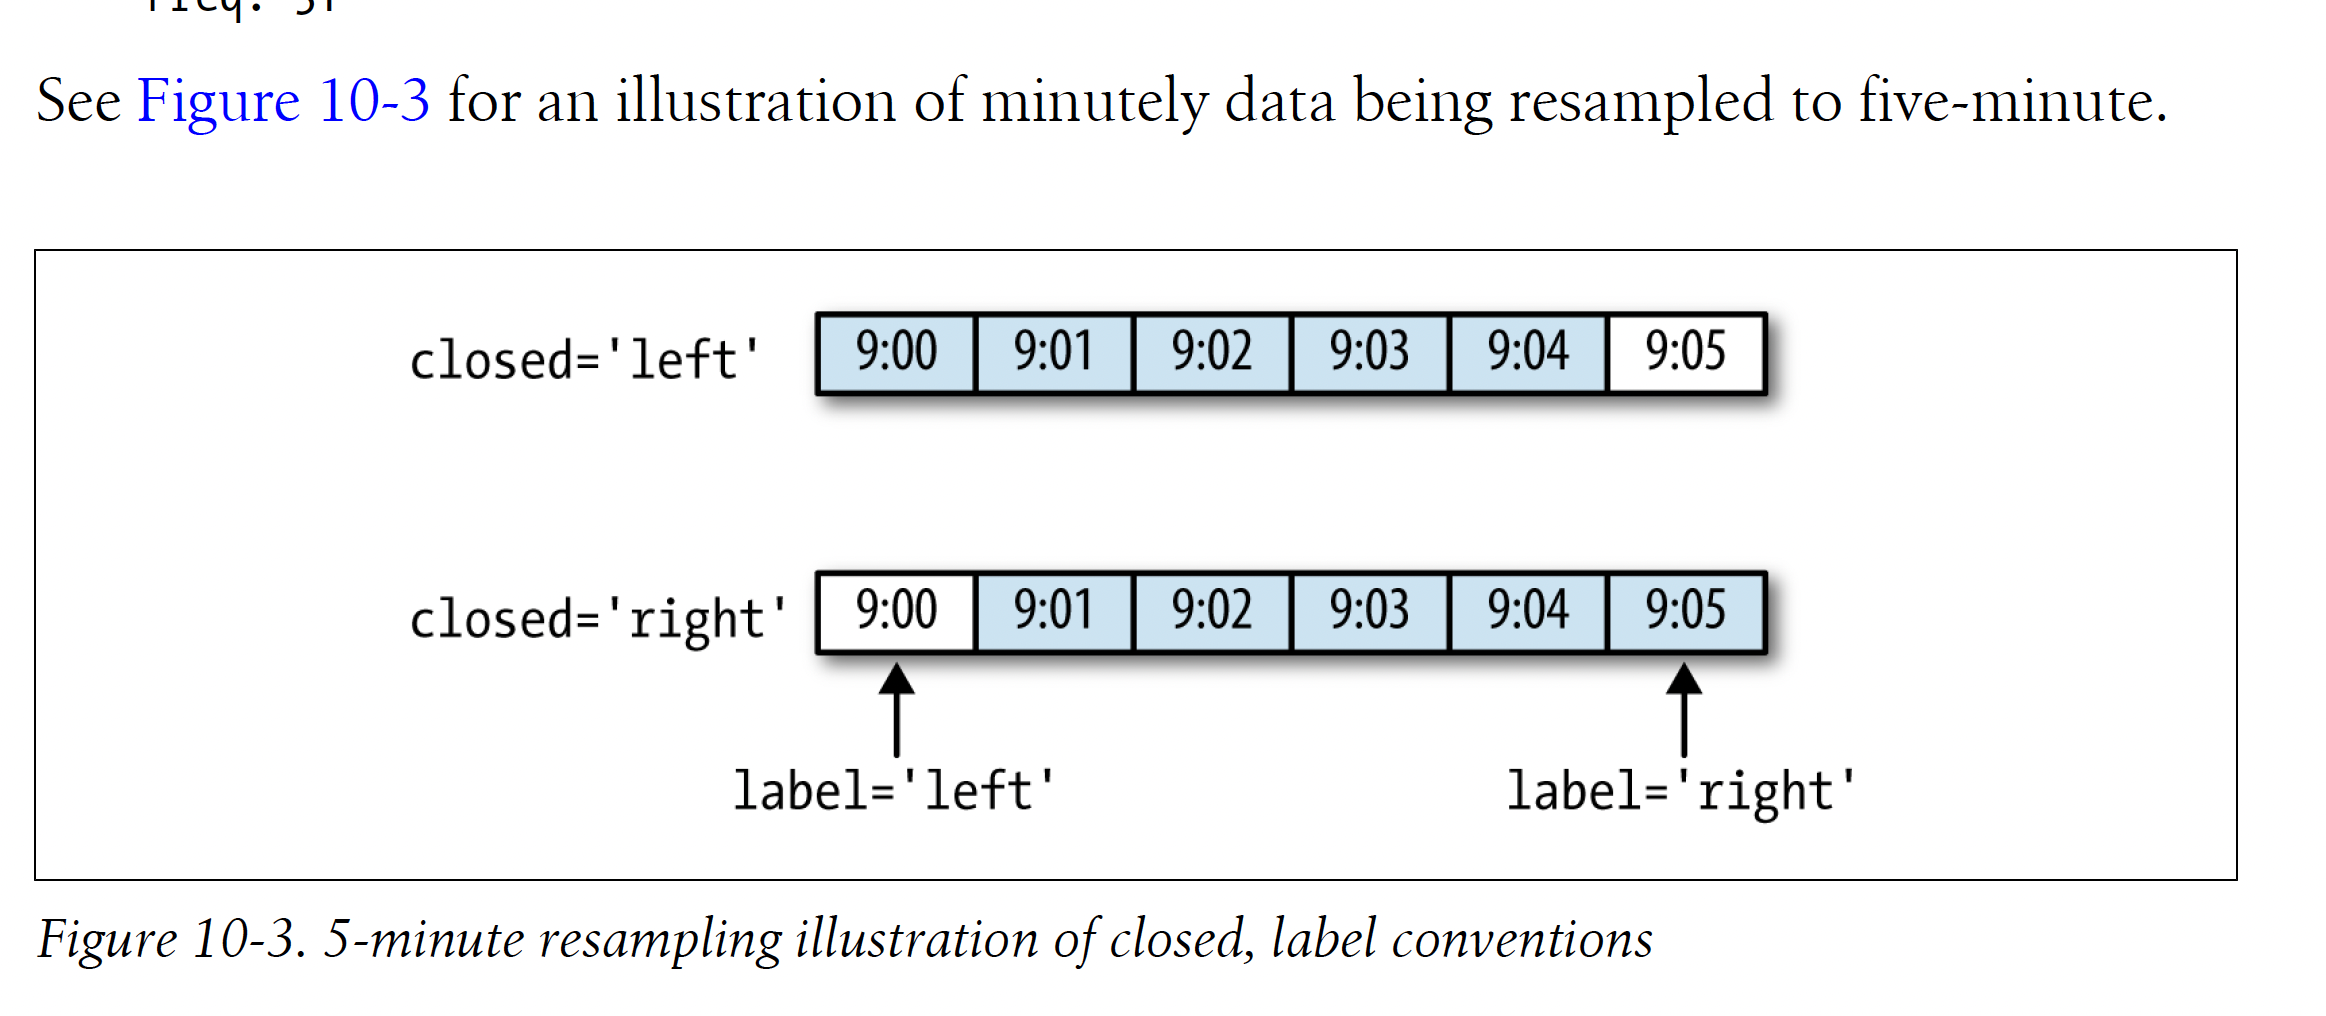 See Figure 10-3 for an illustration of minutely data being resampled to five-minute.
closed='left' 9:00 9:01 9:02 9:03 9:04 9:05
closed='right' 9:00 9:01 9:02 9:03 9:04 9:05
label='left' label='right'
Figure 10-3. 5-minute resampling illustration of closed, label conventions